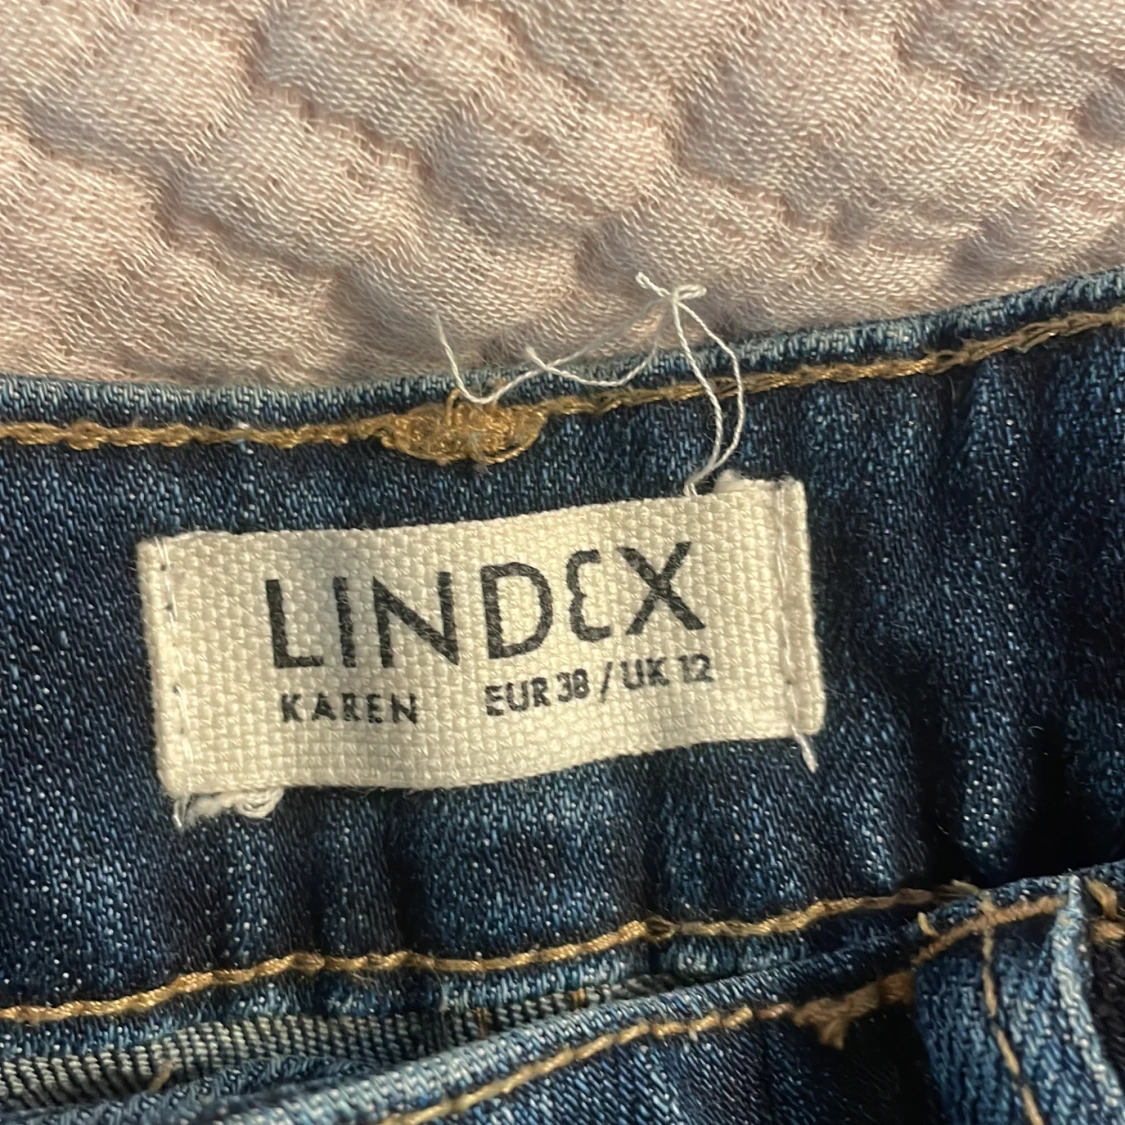 LINDEX
KAREN EUR 38 / UK 12